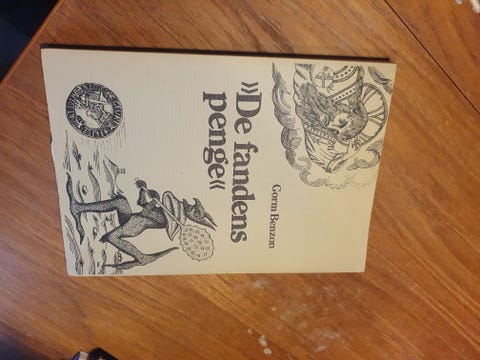 Gorm Benzon
»De fandens
penge«